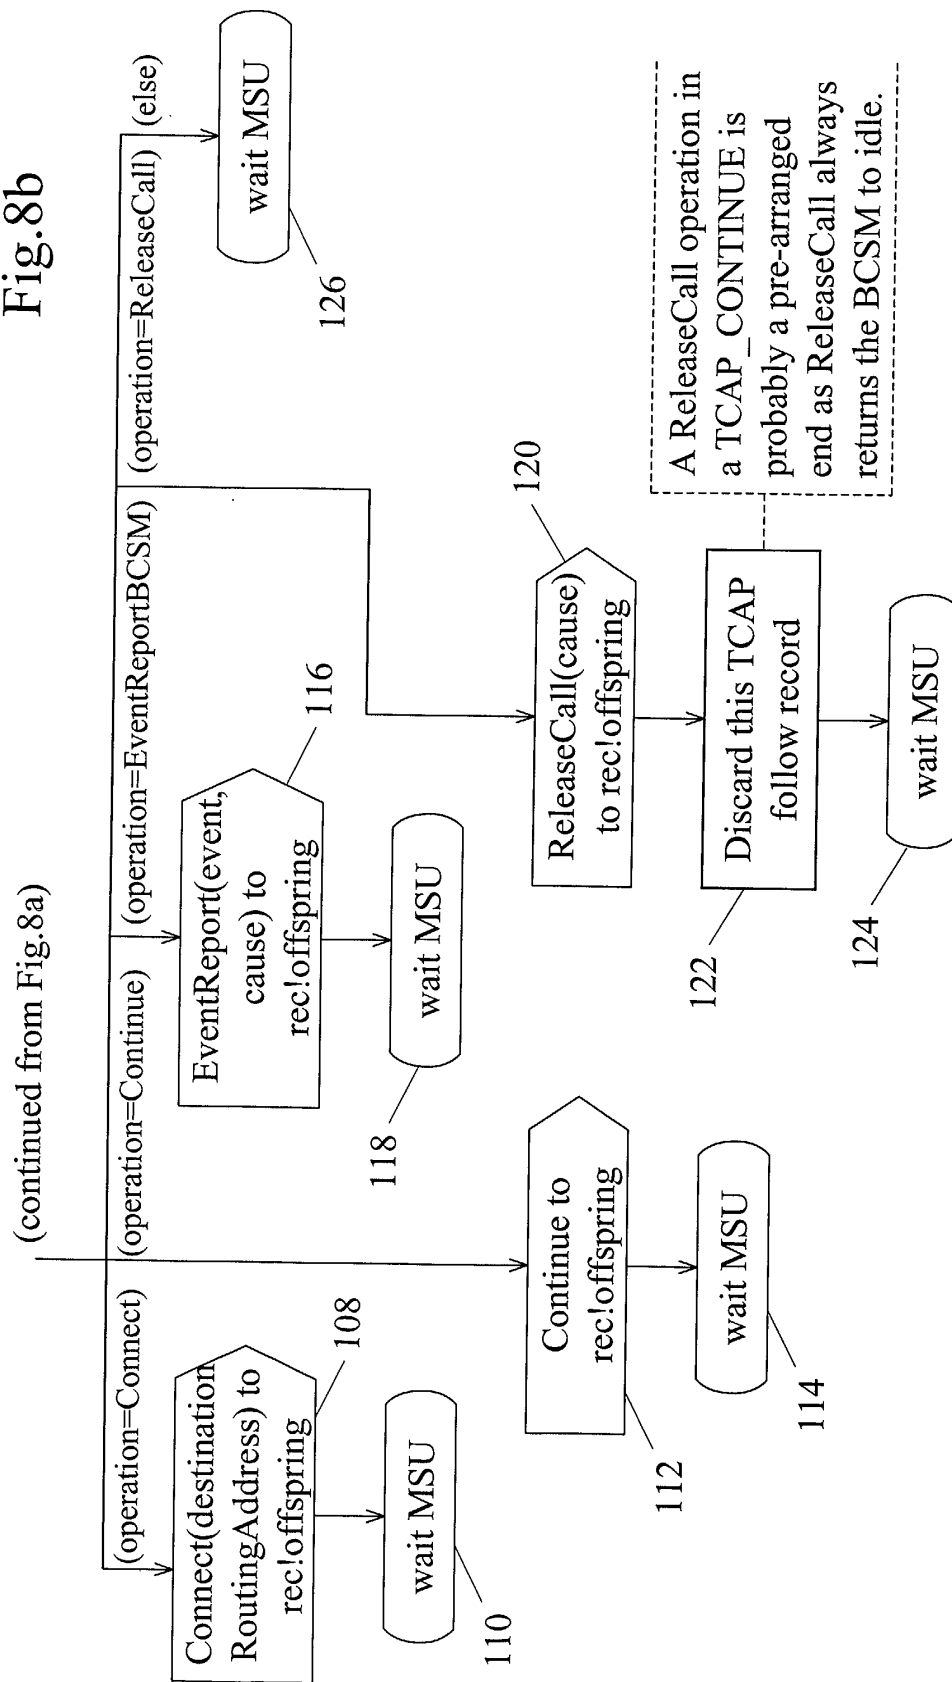 Fig.8b
(continued from Fig.8a)
(operation=Connect)
(operation=Continue)
(operation=EventReportBCSM)
(operation=ReleaseCall)
(else)
Connect(destination
RoutingAddress) to
rec!offspring
108
wait MSU
110
Continue to
rec!offspring
112
wait MSU
114
EventReport(event,
cause) to
rec!offspring
116
wait MSU
118
ReleaseCall(cause)
to rec!offspring
120
Discard this TCAP
follow record
122
wait MSU
124
wait MSU
126
A ReleaseCall operation in
a TCAP_CONTINUE is
probably a pre-arranged
end as ReleaseCall always
returns the BCSM to idle.